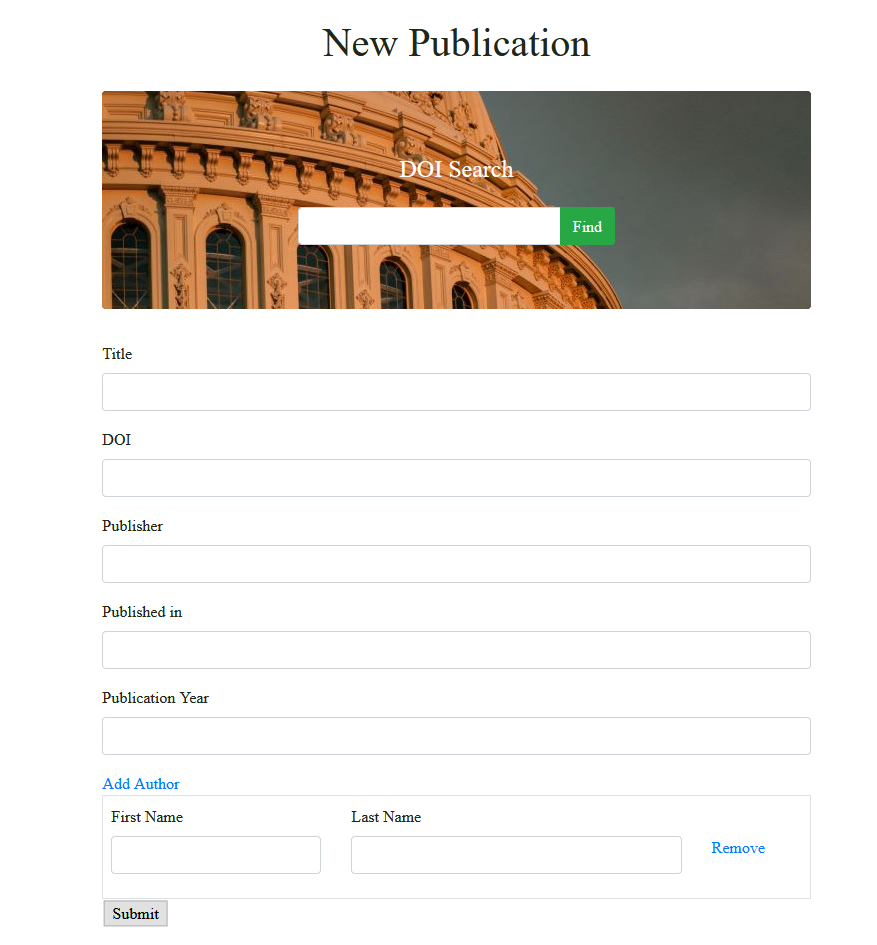 New Publication
DOI Search
Find
Title
DOI
Publisher
Published in
Publication Year
Add Author
First Name Last Name
Remove
Submit